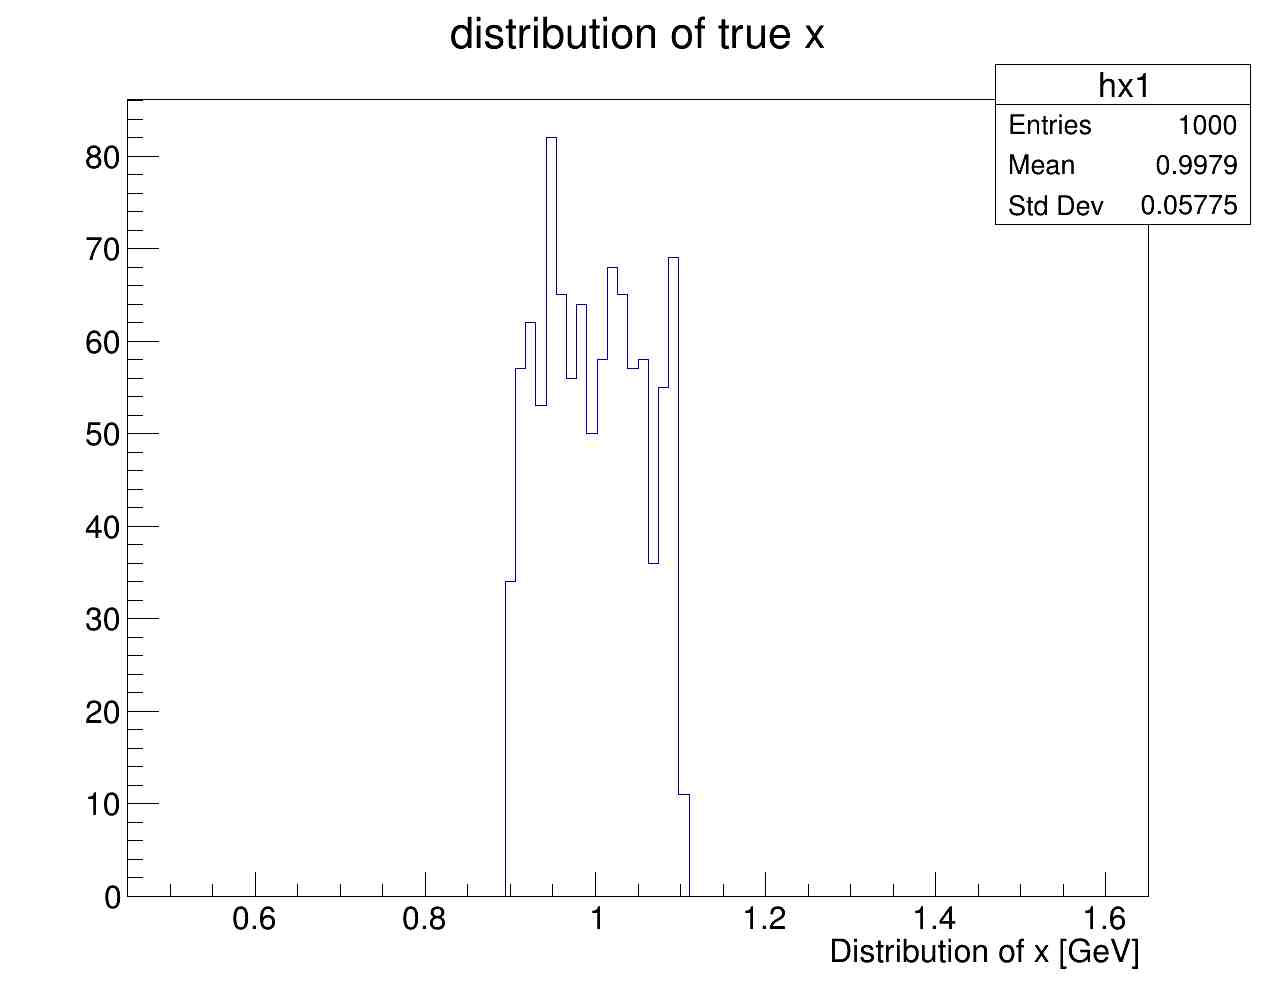 distribution of true x
hx1
Entries 1000
Mean 0.9979
Std Dev 0.05775
80
70
60
50
40
30
20
10
0
0.6 0.8 1 1.2 1.4 1.6
Distribution of x [GeV]